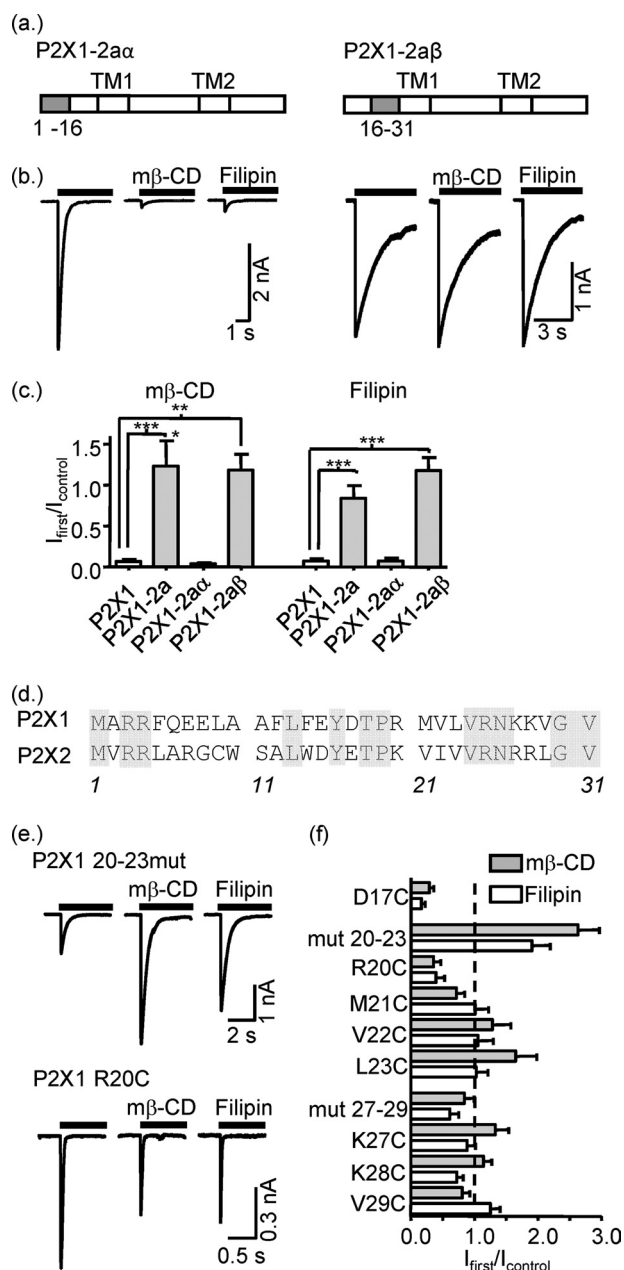 (a.)
P2X1-2aα
P2X1-2aβ
TM1
TM2
TM1
TM2
1 -16
16-31
(b.)
mβ-CD
Filipin
mβ-CD
Filipin
2 nA
1 s
1 nA
3 s
(c.)
mβ-CD
Filipin
**
*** *
***
***
Ifirst/Icontrol
1.5
1.0
0.5
0.0
P2X1
P2X1-2a
P2X1-2aα
P2X1-2aβ
P2X1
P2X1-2a
P2X1-2aα
P2X1-2aβ
(d.)
P2X1 MARRFQEELA AFLFEYDTPR MVLVRNKKVG V
P2X2 MVRRLARGCW SALWDYETPK VIVVRNRRLG V
1 11 21 31
(e.)
P2X1 20-23mut
mβ-CD
Filipin
1 nA
2 s
P2X1 R20C
mβ-CD
Filipin
0.3 nA
0.5 s
(f)
mβ-CD
Filipin
D17C
mut 20-23
R20C
M21C
V22C
L23C
mut 27-29
K27C
K28C
V29C
0.0 1.0 2.0 3.0
Ifirst/Icontrol